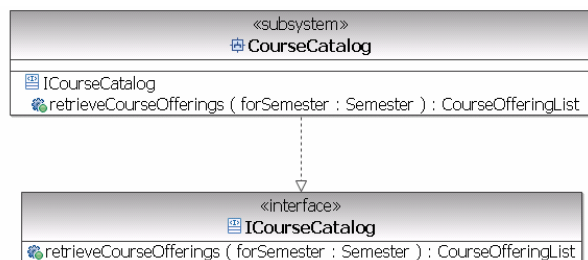 «subsystem»
CourseCatalog
ICourseCatalog
retrieveCourseOfferings ( forSemester : Semester ) : CourseOfferingList
«interface»
ICourseCatalog
retrieveCourseOfferings ( forSemester : Semester ) : CourseOfferingList